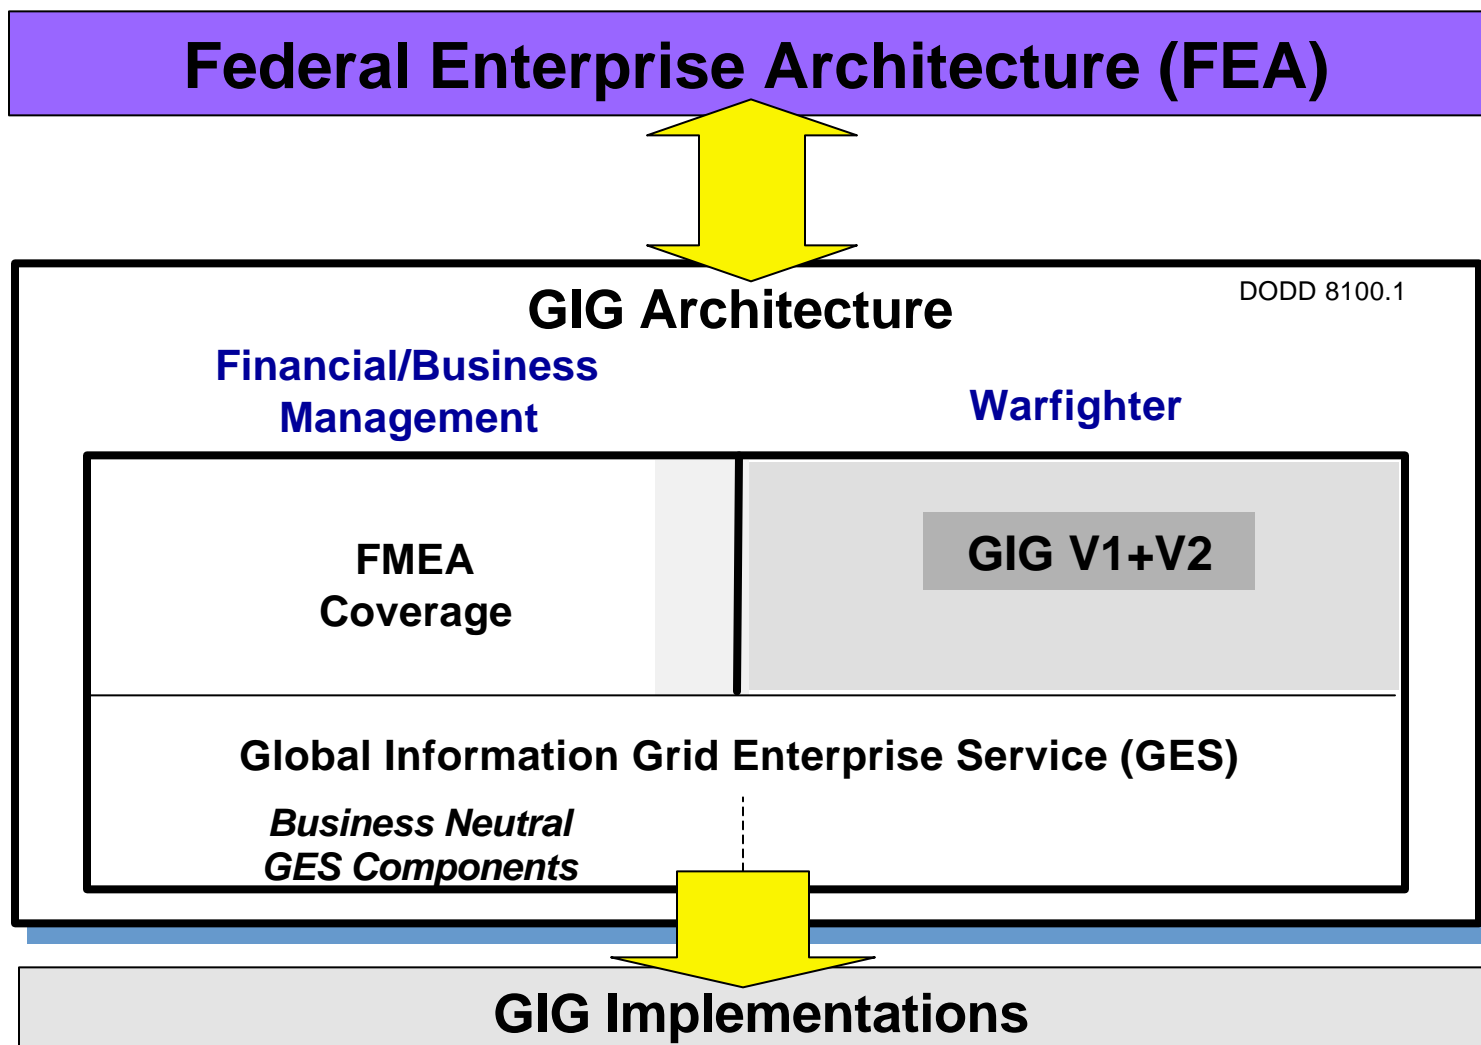 Federal Enterprise Architecture (FEA)
GIG Architecture
DODD 8100.1
Financial/Business
Management
Warfighter
FMEA
Coverage
GIG V1+V2
Global Information Grid Enterprise Service (GES)
Business Neutral
GES Components
GIG Implementations